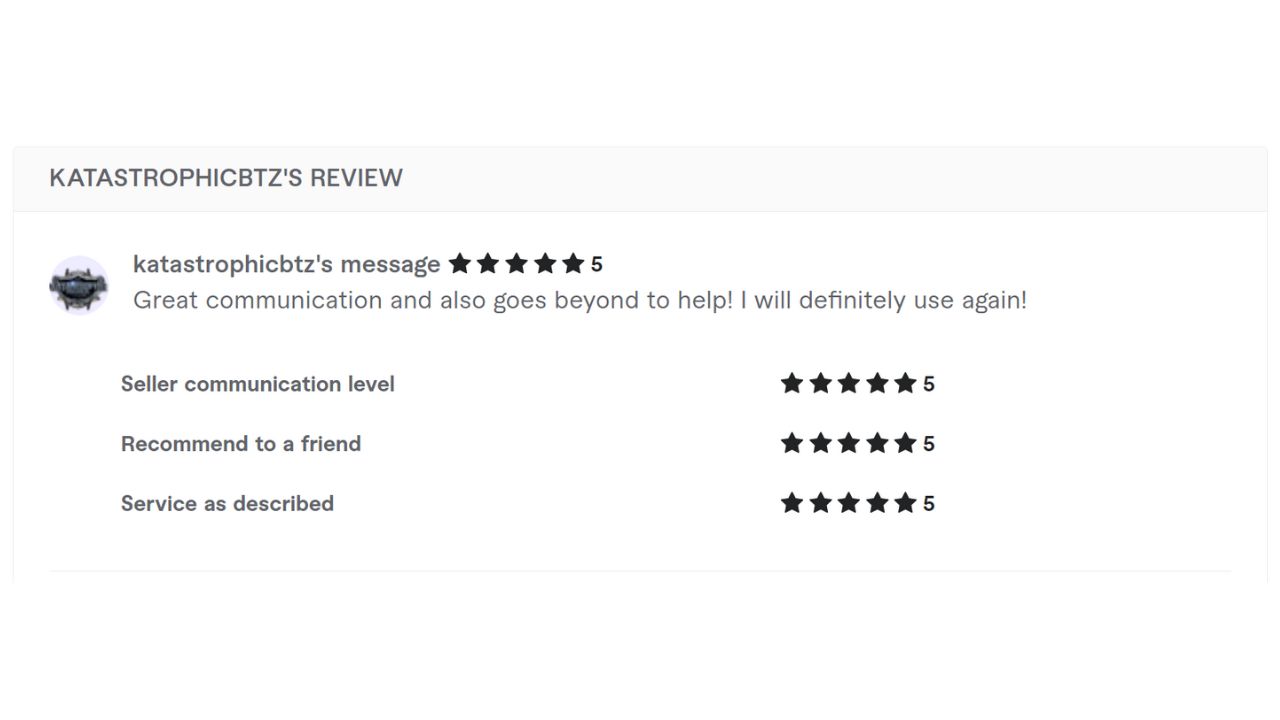 KATASTROPHICBTZ'S REVIEW
katastrophicbtz's message ★★★★★ 5
Great communication and also goes beyond to help! I will definitely use again!
Seller communication level ★★★★★ 5
Recommend to a friend ★★★★★ 5
Service as described ★★★★★ 5